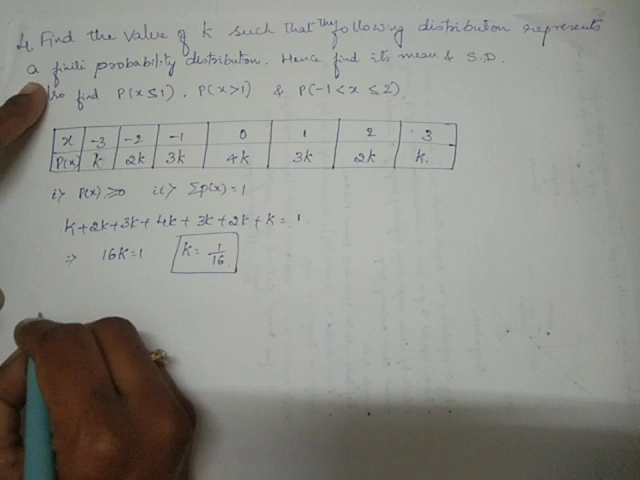 4 Find the value of k such that the following distribution represents
a finite probability distribution. Hence find its mean & S.D.
Also find P(x≤1), P(x>1) & P(-1<x≤2).
x -3 -2 -1 0 1 2 3
P(x) k 2k 3k 4k 3k 2k k.
i> P(x)≥0 ii> Σp(x)=1
k+2k+3k+4k+3k+2k+k=1.
⇒ 16k=1 k=1/16